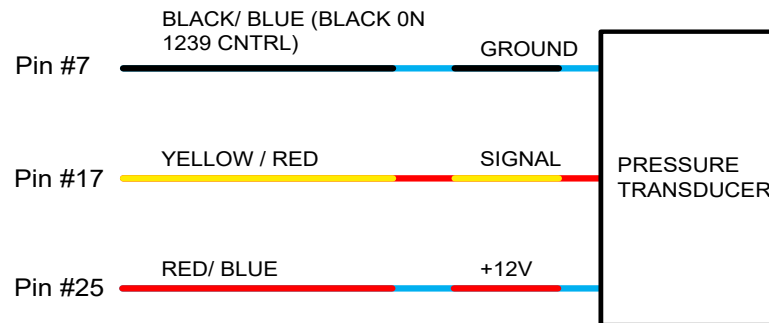 BLACK/ BLUE (BLACK 0N
1239 CNTRL)
GROUND
Pin #7
YELLOW / RED
SIGNAL
Pin #17
PRESSURE
TRANSDUCER
RED/ BLUE
+12V
Pin #25